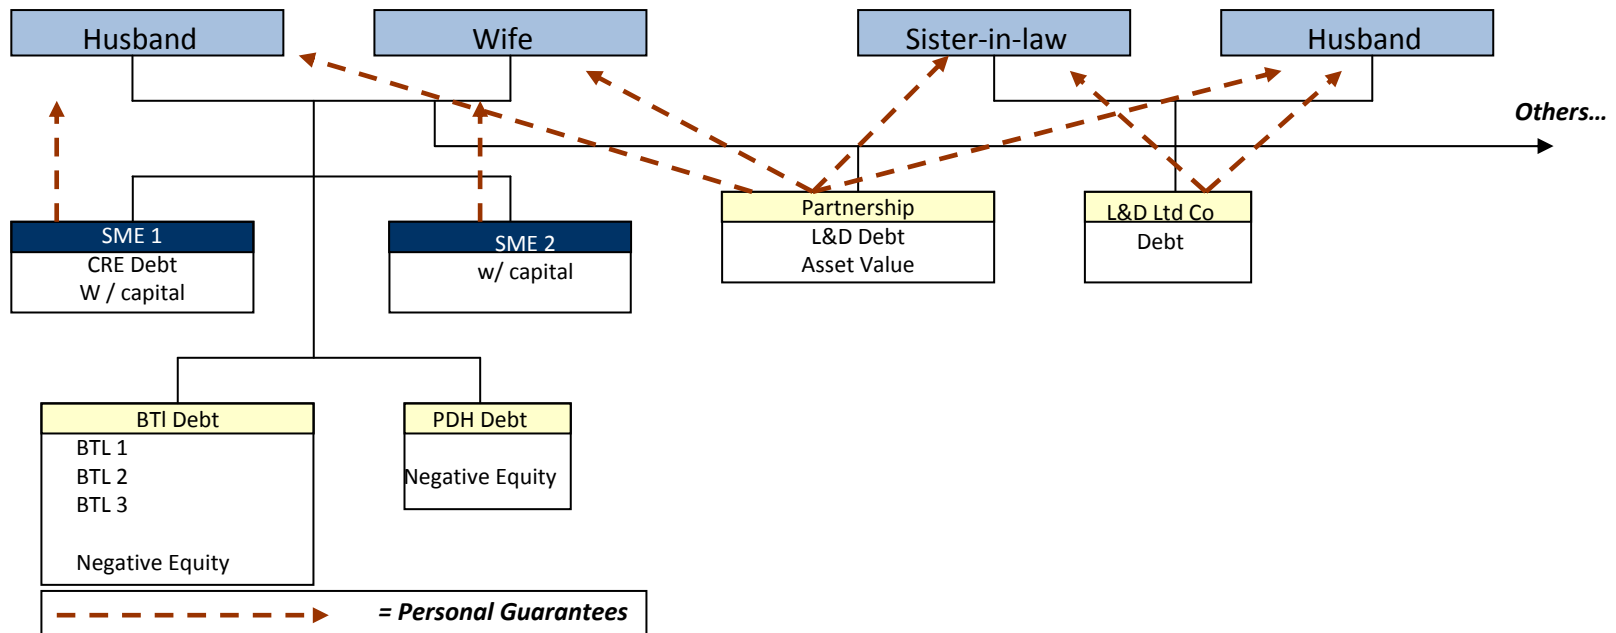 Husband
Wife
Sister-in-law
Husband
Others...
SME 1
CRE Debt
W / capital
SME 2
w/ capital
Partnership
L&D Debt
Asset Value
L&D Ltd Co
Debt
BTl Debt
BTL 1
BTL 2
BTL 3
Negative Equity
PDH Debt
Negative Equity
= Personal Guarantees